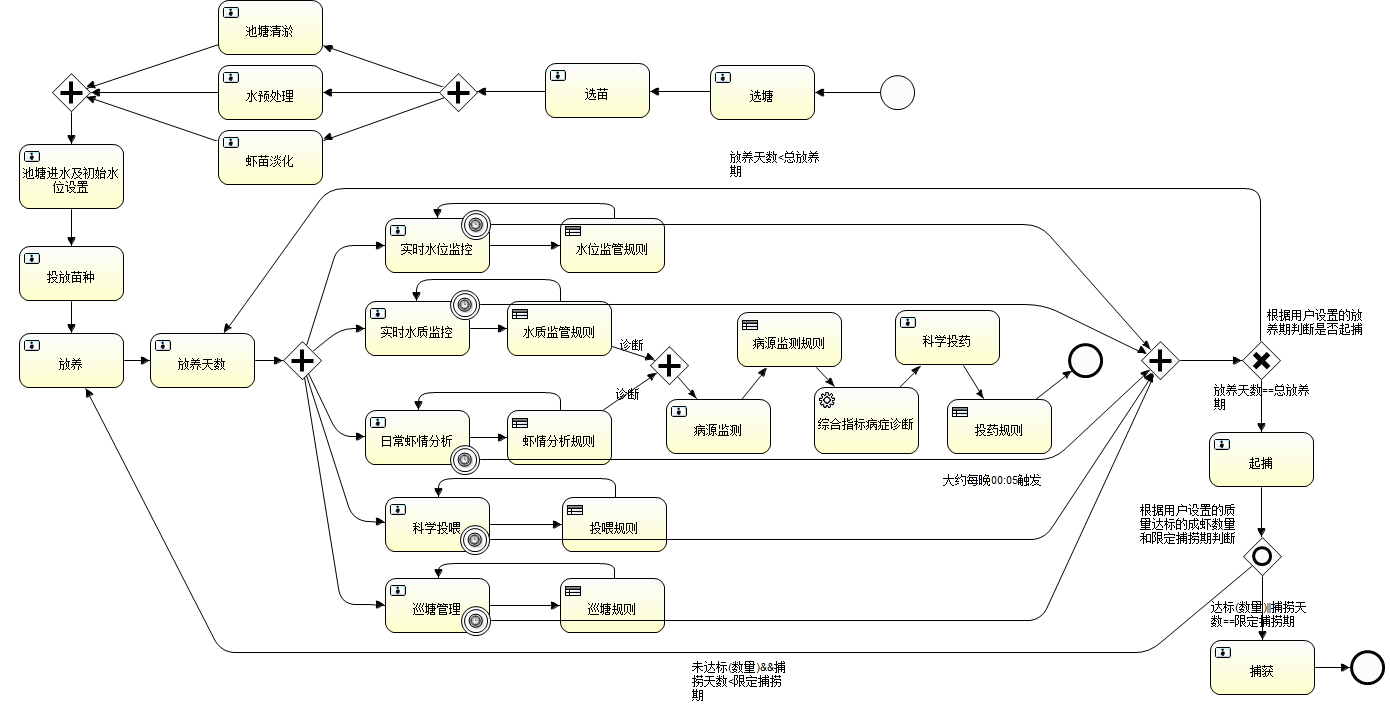 池塘清淤
水预处理
选苗
选塘
虾苗淡化
放养天数<总放养
期
池塘进水及初始水
位设置
实时水位监控
水位监管规则
投放苗种
实时水质监控
水质监管规则
根据用户设置的放
养期判断是否起捕
诊断
病源监测规则
科学投药
放养
放养天数
诊断
放养天数==总放养
期
日常虾情分析
虾情分析规则
病源监测
综合指标病症诊断
投药规则
起捕
大约每晚00:05触发
科学投喂
投喂规则
根据用户设置的质
量达标的成虾数量
和限定捕捞期判断
巡塘管理
巡塘规则
达标(数量)||捕捞天
数==限定捕捞期
未达标(数量)&&捕
捞天数<限定捕捞
期
捕获